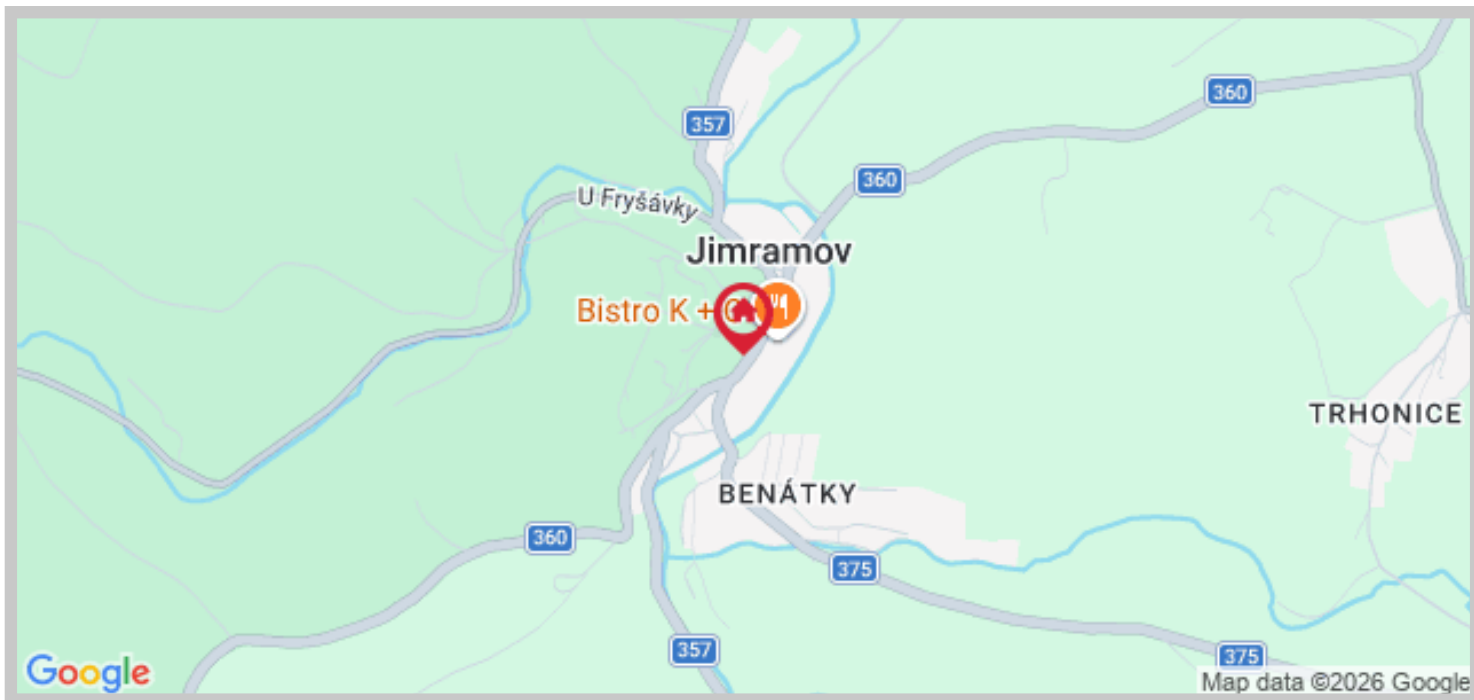 360
357
360
U Fryšávky
Jimramov
Bistro K +
TRHONICE
BENÁTKY
360
375
357
375
Google
Map data ©2026 Google